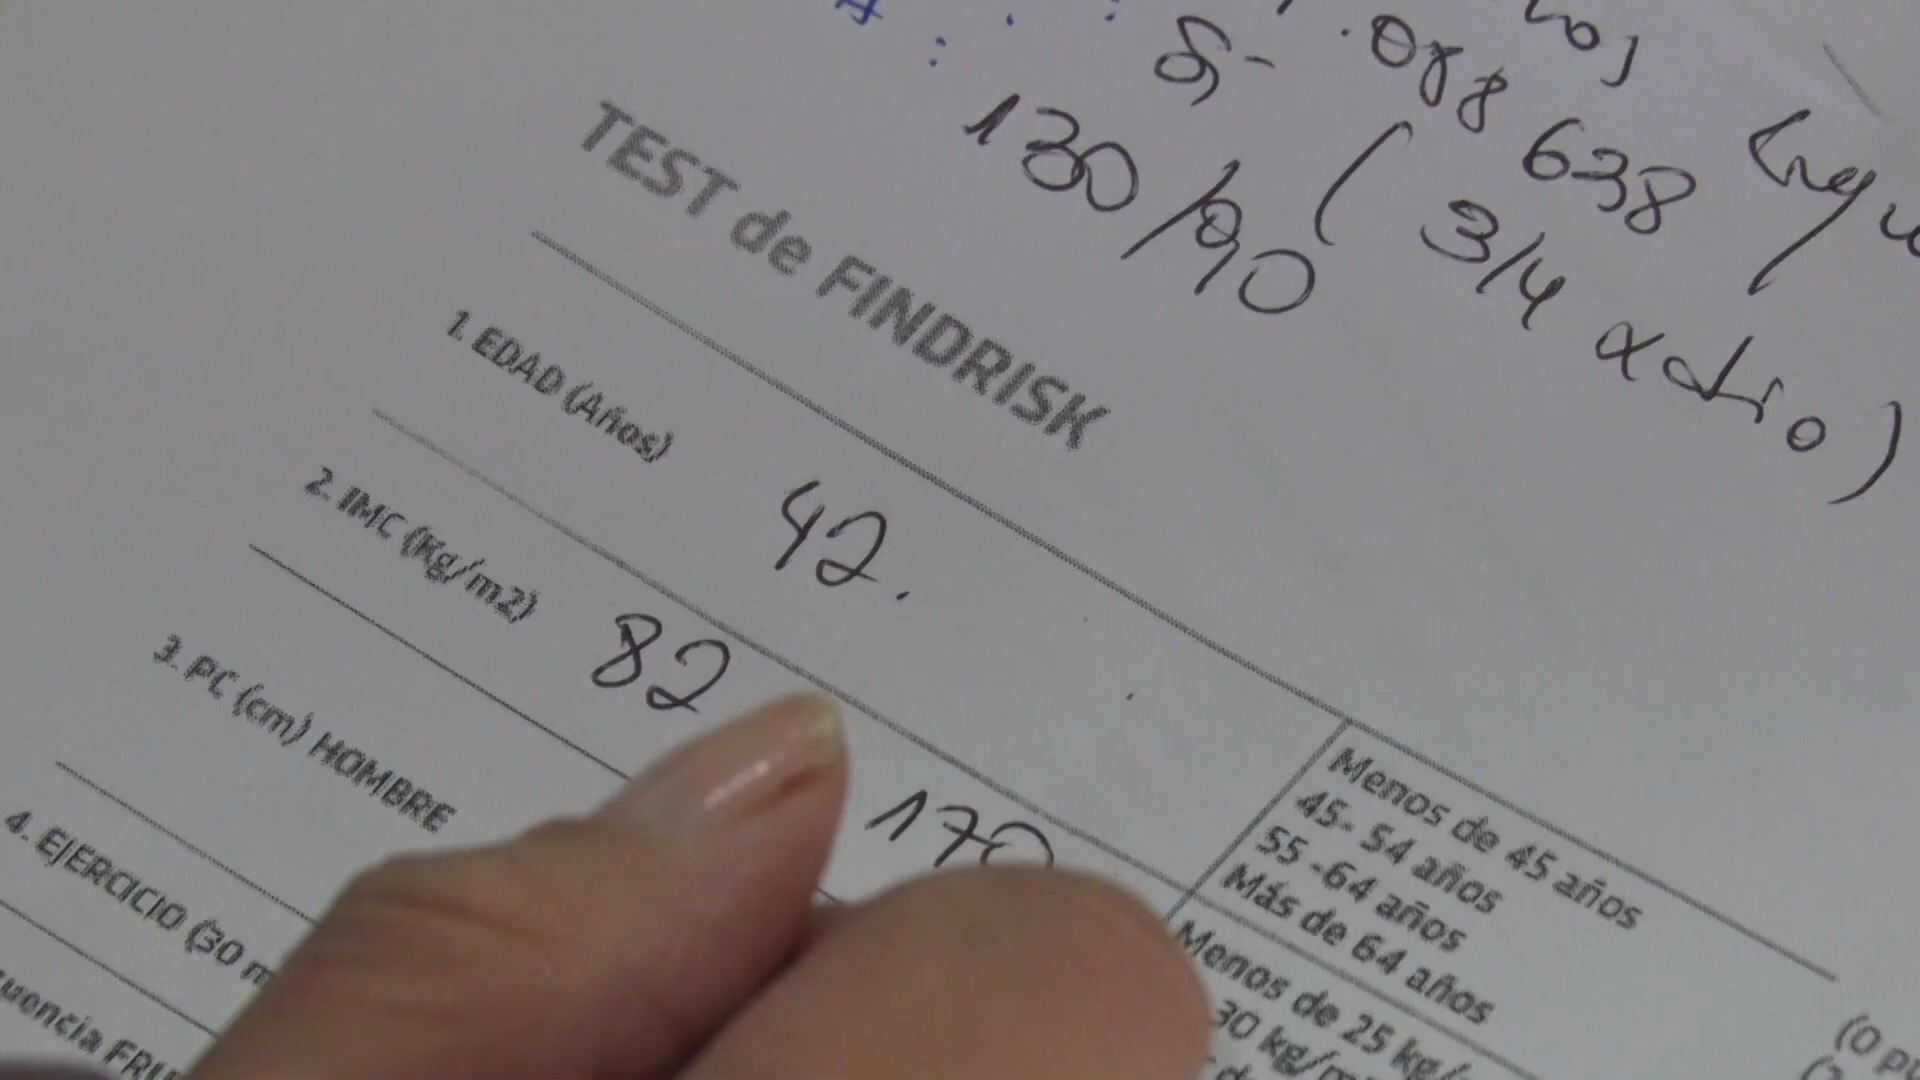 088 638
130/90 (3/4 
TEST de FINDRISK
1. EDAD (Años) 42.
Menos de 45 años
45- 54 años
55 -64 años
Más de 64 años
2. IMC (Kg/m2) 82 170
Menos de 25 kg/
30 kg/m
3. PC (cm) HOMBRE
4. EJERCICIO (30 m
uencia FRU